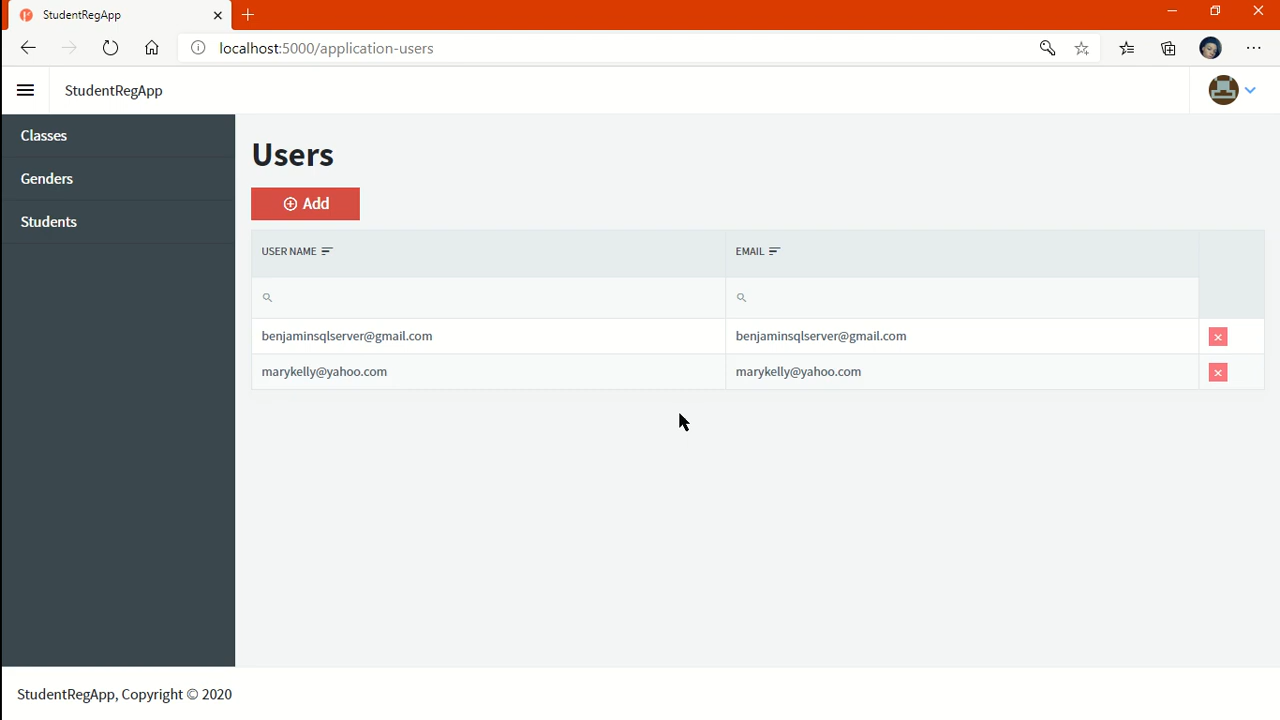 StudentRegApp
localhost:5000/application-users
StudentRegApp
Classes
Genders
Students
Users
Add
USER NAME EMAIL
benjaminsqlserver@gmail.com benjaminsqlserver@gmail.com
marykelly@yahoo.com marykelly@yahoo.com
StudentRegApp, Copyright © 2020